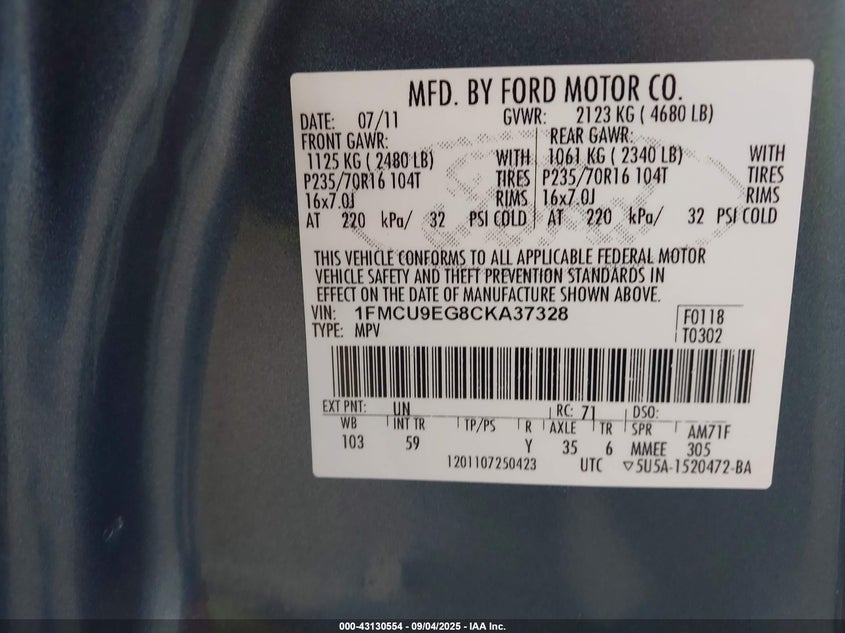 MFD. BY FORD MOTOR CO.
DATE: 07/11 GVWR: 2123 KG ( 4680 LB)
FRONT GAWR: REAR GAWR:
1125 KG ( 2480 LB) WITH 1061 KG ( 2340 LB) WITH
P235/70R16 104T TIRES P235/70R16 104T TIRES
16x7.0J RIMS 16x7.0J RIMS
AT 220 kPa/ 32 PSI COLD AT 220 kPa/ 32 PSI COLD
THIS VEHICLE CONFORMS TO ALL APPLICABLE FEDERAL MOTOR
VEHICLE SAFETY AND THEFT PREVENTION STANDARDS IN
EFFECT ON THE DATE OF MANUFACTURE SHOWN ABOVE.
VIN: 1FMCU9EG8CKA37328 F0118
TYPE: MPV T0302
EXT PNT: UN RC: 71 DSO:
WB INT TR TP/PS R AXLE TR SPR AM71F
103 59 Y 35 6 MMEE 305
1201107250423 UTC ▽5U5A-1520472-BA
000-43130554 - 09/04/2025 - IAA Inc.